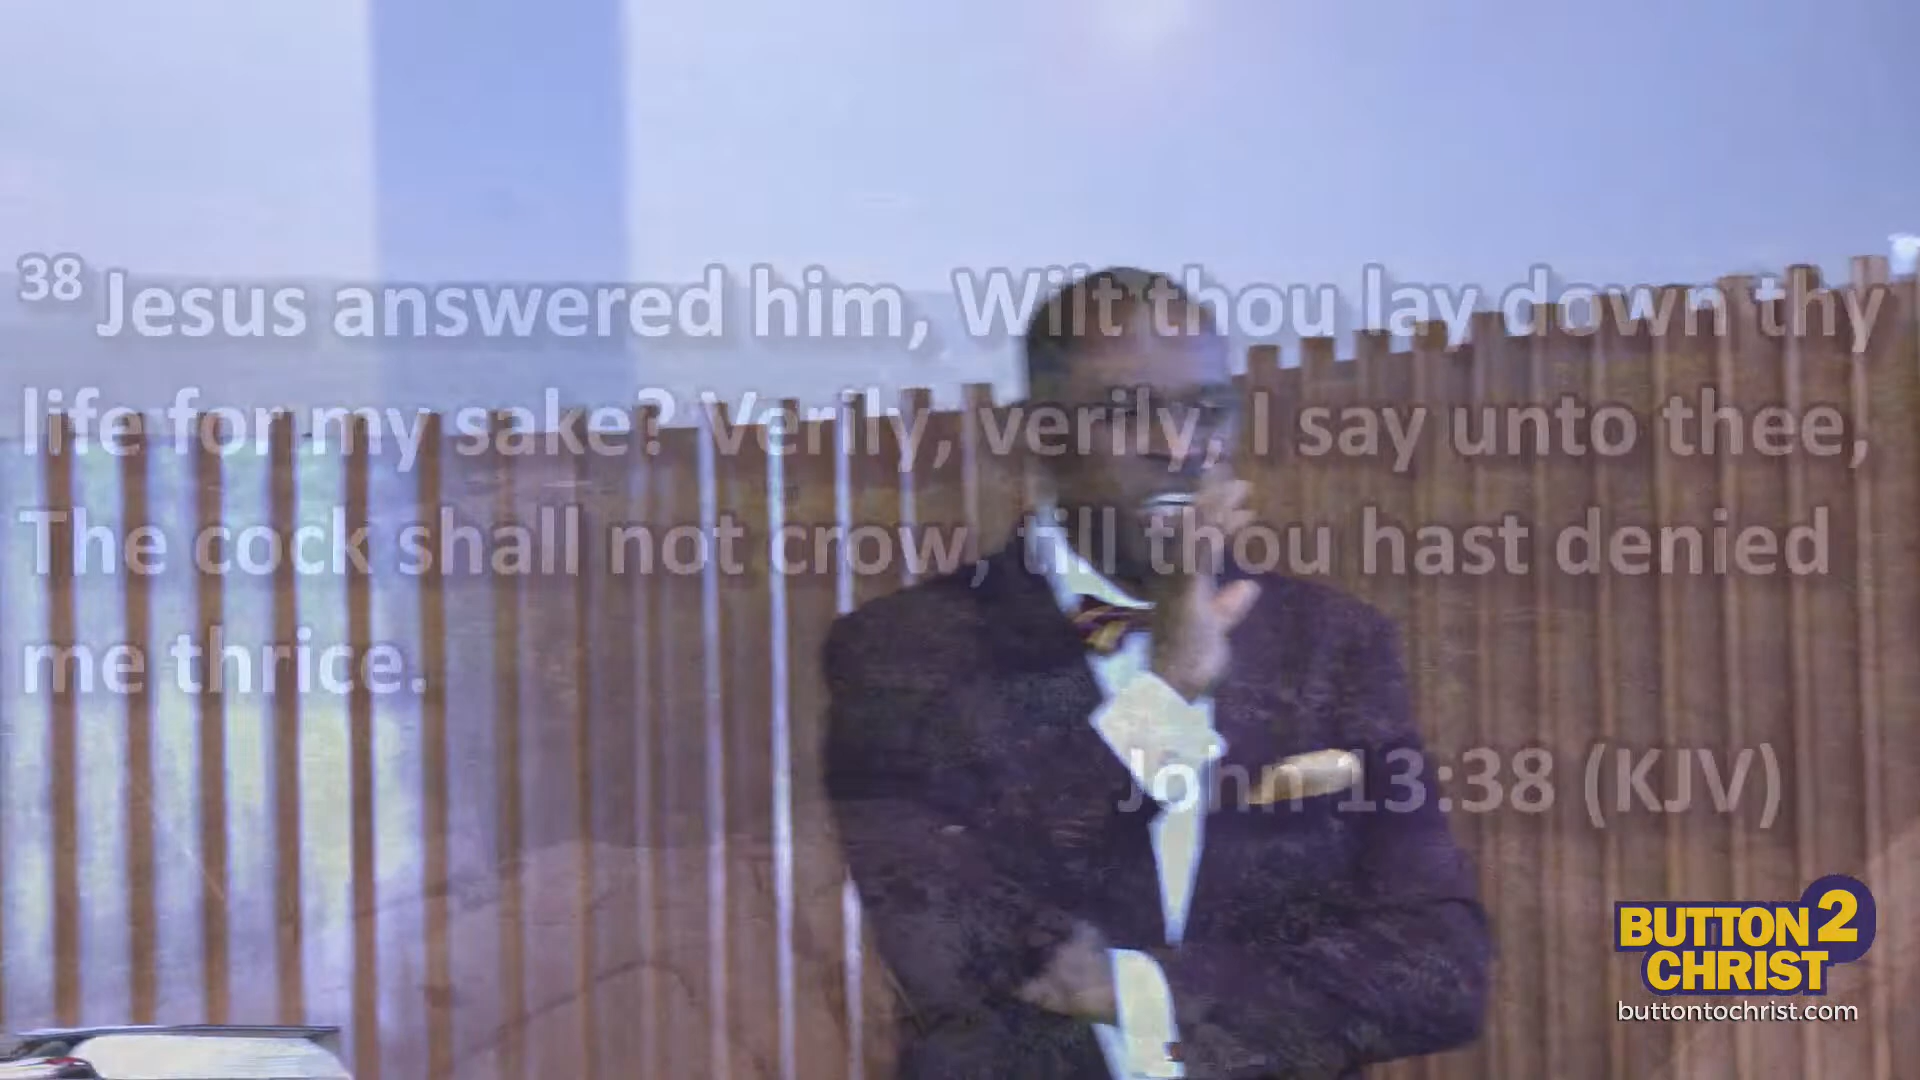 38 Jesus answered him, Wilt thou lay down thy
life for my sake? Verily, verily, I say unto thee,
The cock shall not crow, till thou hast denied
me thrice.
John 13:38 (KJV)
BUTTON 2
CHRIST
buttontochrist.com